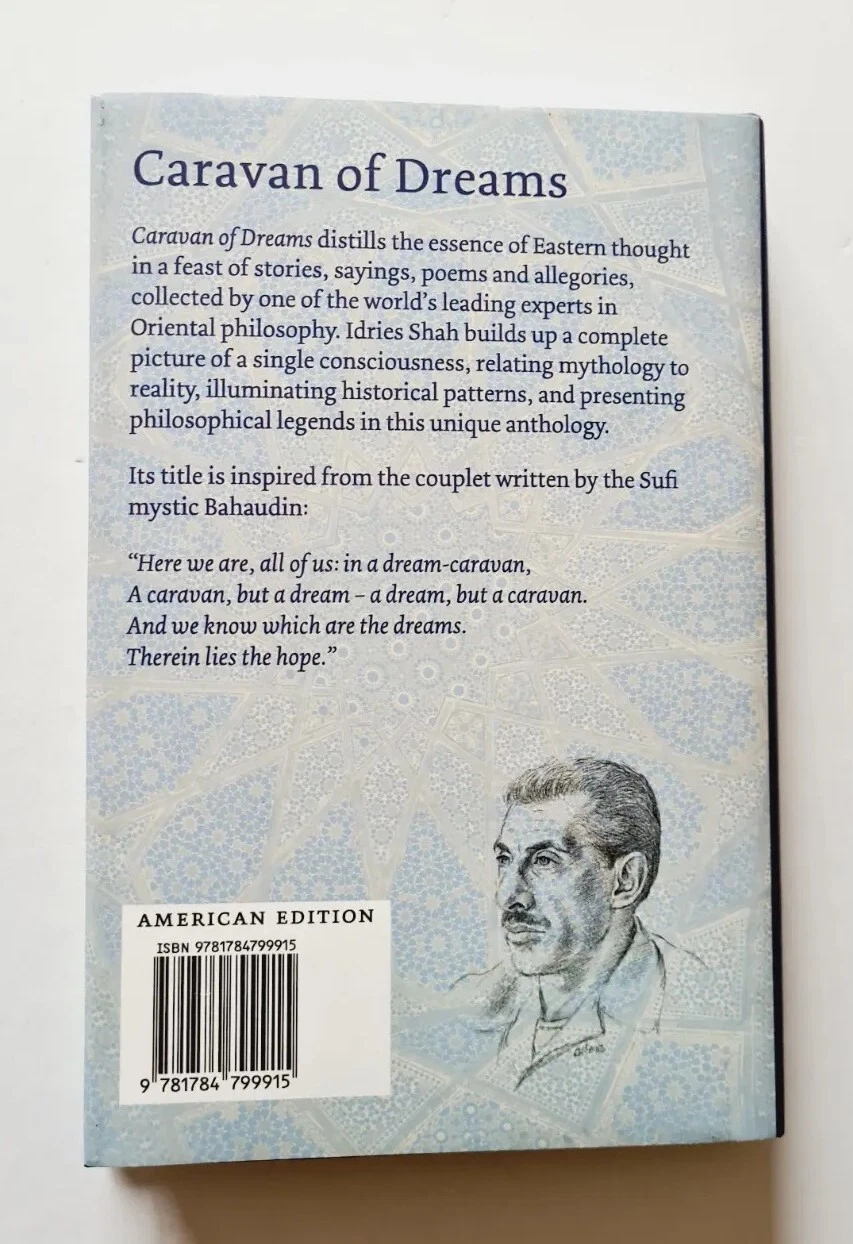 Caravan of Dreams
Caravan of Dreams distills the essence of Eastern thought
in a feast of stories, sayings, poems and allegories,
collected by one of the world's leading experts in
Oriental philosophy. Idries Shah builds up a complete
picture of a single consciousness, relating mythology to
reality, illuminating historical patterns, and presenting
philosophical legends in this unique anthology.
Its title is inspired from the couplet written by the Sufi
mystic Bahaudin:
“Here we are, all of us: in a dream-caravan,
A caravan, but a dream – a dream, but a caravan.
And we know which are the dreams.
Therein lies the hope.”
AMERICAN EDITION
ISBN 9781784799915
9 781784 799915